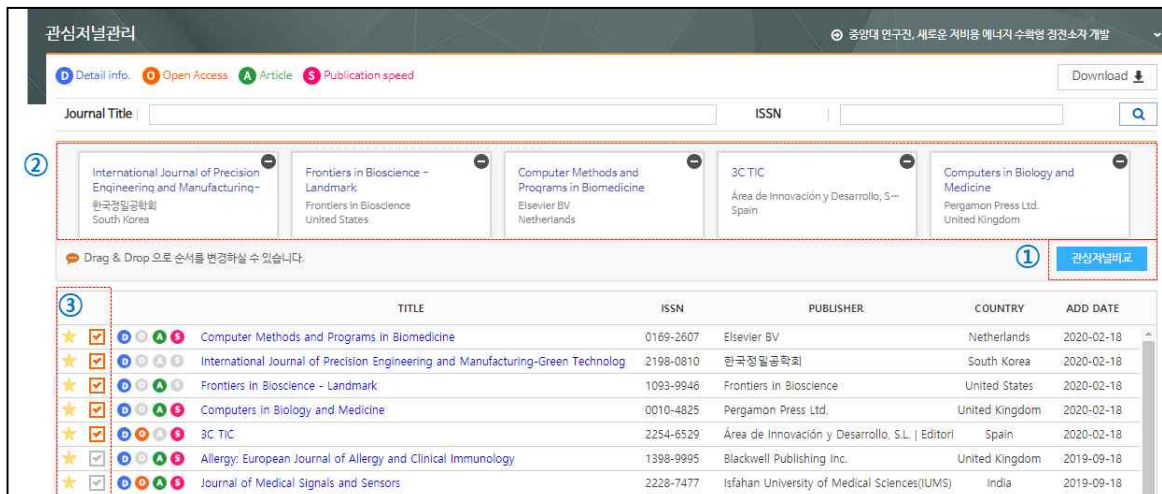 관심저널관리
중앙대 연구진, 새로운 저비용 에너지 수확형 점전소자 개발
D Detail info. O Open Access A Article S Publication speed
Download
Journal Title
ISSN
②
International Journal of Precision
Engineering and Manufacturing-
한국정밀공학회
South Korea
Frontiers in Bioscience -
Landmark
Frontiers in Bioscience
United States
Computer Methods and
Programs in Biomedicine
Elsevier BV
Netherlands
3C TIC
Área de Innovación y Desarrollo, S⋯
Spain
Computers in Biology and
Medicine
Pergamon Press Ltd.
United Kingdom
Drag & Drop 으로 순서를 변경하실 수 있습니다.
①
관심저널비교
③
TITLE ISSN PUBLISHER COUNTRY ADD DATE
D O A S Computer Methods and Programs in Biomedicine 0169-2607 Elsevier BV Netherlands 2020-02-18
D O A S International Journal of Precision Engineering and Manufacturing-Green Technolog 2198-0810 한국정밀공학회 South Korea 2020-02-18
D O A S Frontiers in Bioscience - Landmark 1093-9946 Frontiers in Bioscience United States 2020-02-18
D O A S Computers in Biology and Medicine 0010-4825 Pergamon Press Ltd. United Kingdom 2020-02-18
D O A S 3C TIC 2254-6529 Área de Innovación y Desarrollo, S.L. | Editori Spain 2020-02-18
D O A S Allergy: European Journal of Allergy and Clinical Immunology 1398-9995 Blackwell Publishing Inc. United Kingdom 2019-09-18
D O A S Journal of Medical Signals and Sensors 2228-7477 Isfahan University of Medical Sciences(IUMS) India 2019-09-18